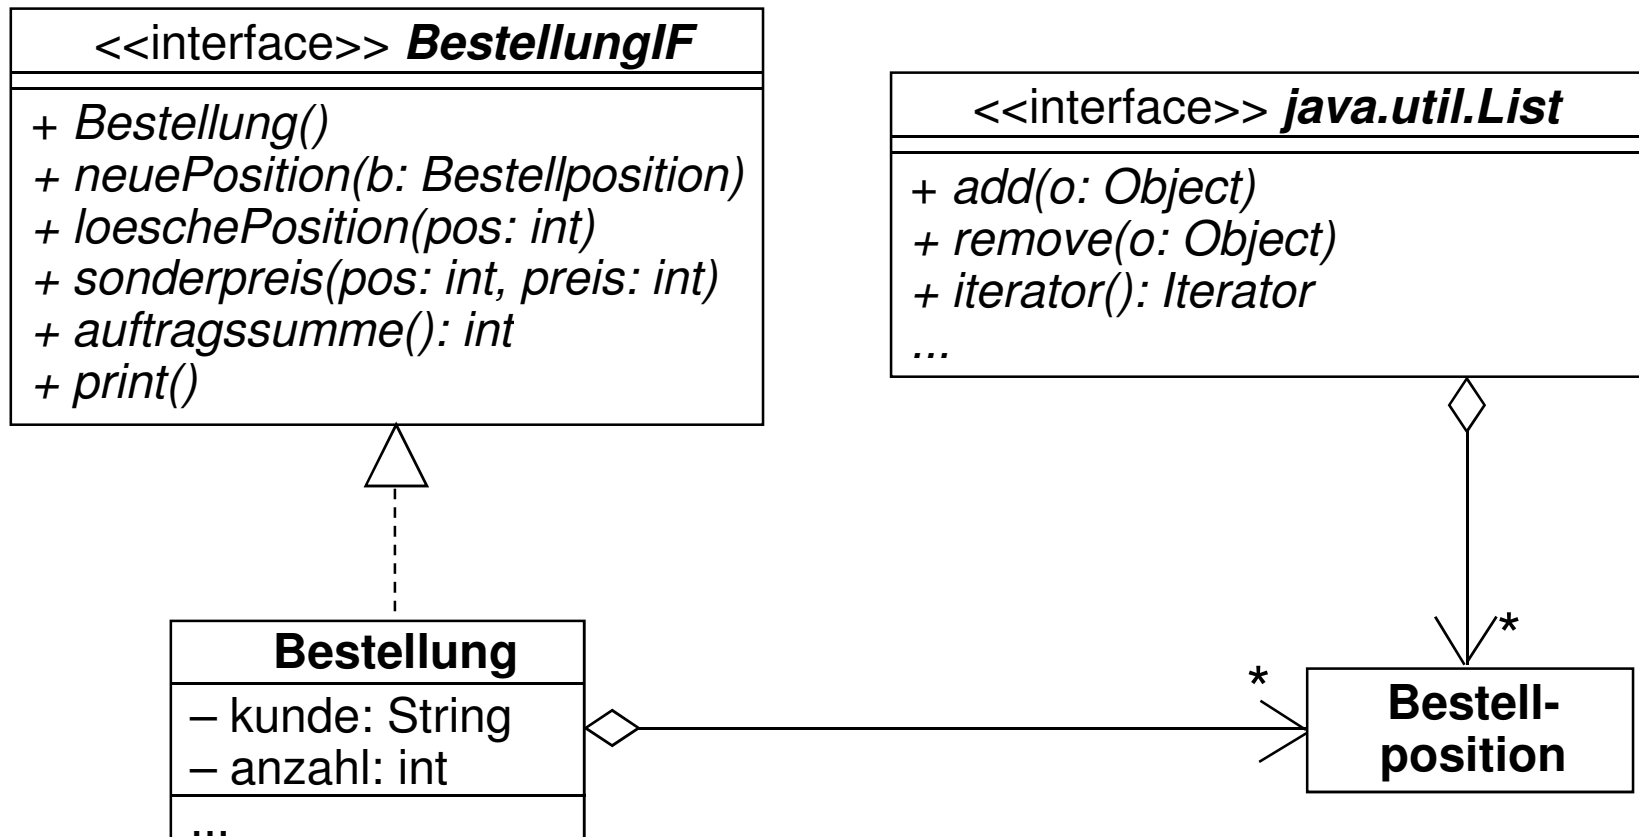 <<interface>> BestellungIF
+ Bestellung()
+ neuePosition(b: Bestellposition)
+ loeschePosition(pos: int)
+ sonderpreis(pos: int, preis: int)
+ auftragssumme(): int
+ print()
<<interface>> java.util.List
+ add(o: Object)
+ remove(o: Object)
+ iterator(): Iterator
...
Bestellung
– kunde: String
– anzahl: int
...
*
*
Bestell-
position